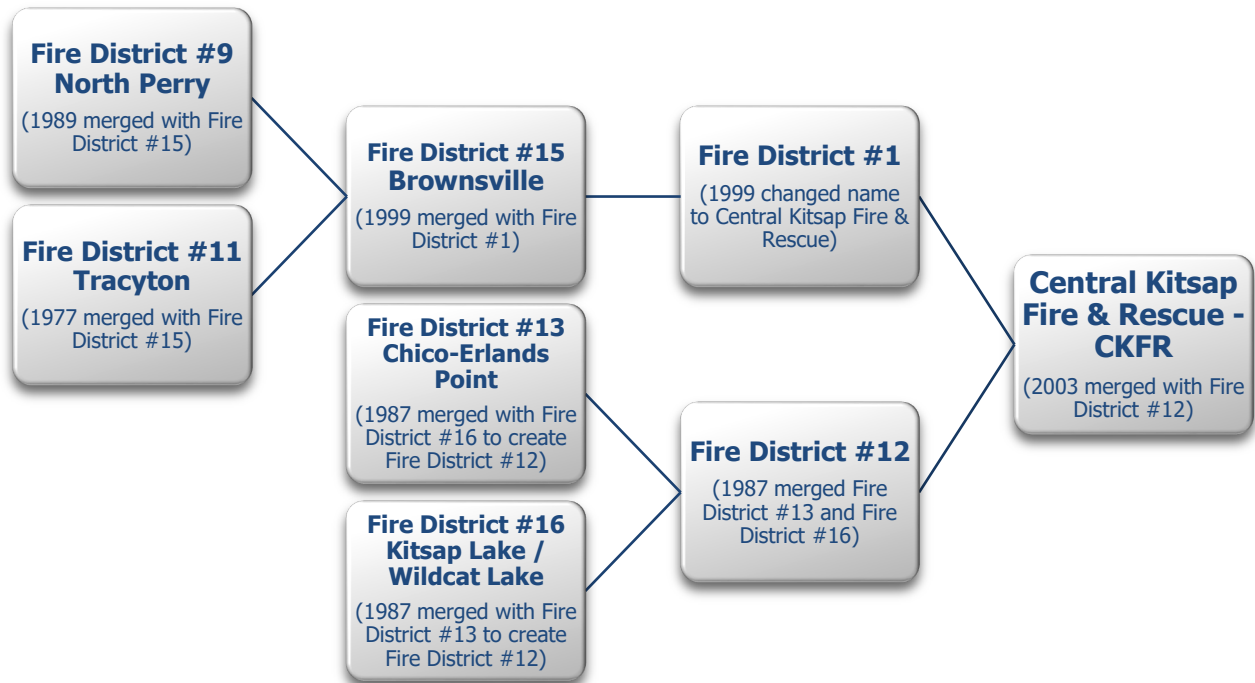 Fire District #9
North Perry
(1989 merged with Fire
District #15)
Fire District #11
Tracyton
(1977 merged with Fire
District #15)
Fire District #15
Brownsville
(1999 merged with Fire
District #1)
Fire District #13
Chico-Erlands
Point
(1987 merged with Fire
District #16 to create
Fire District #12)
Fire District #16
Kitsap Lake /
Wildcat Lake
(1987 merged with Fire
District #13 to create
Fire District #12)
Fire District #1
(1999 changed name
to Central Kitsap Fire &
Rescue)
Fire District #12
(1987 merged Fire
District #13 and Fire
District #16)
Central Kitsap
Fire & Rescue -
CKFR
(2003 merged with Fire
District #12)